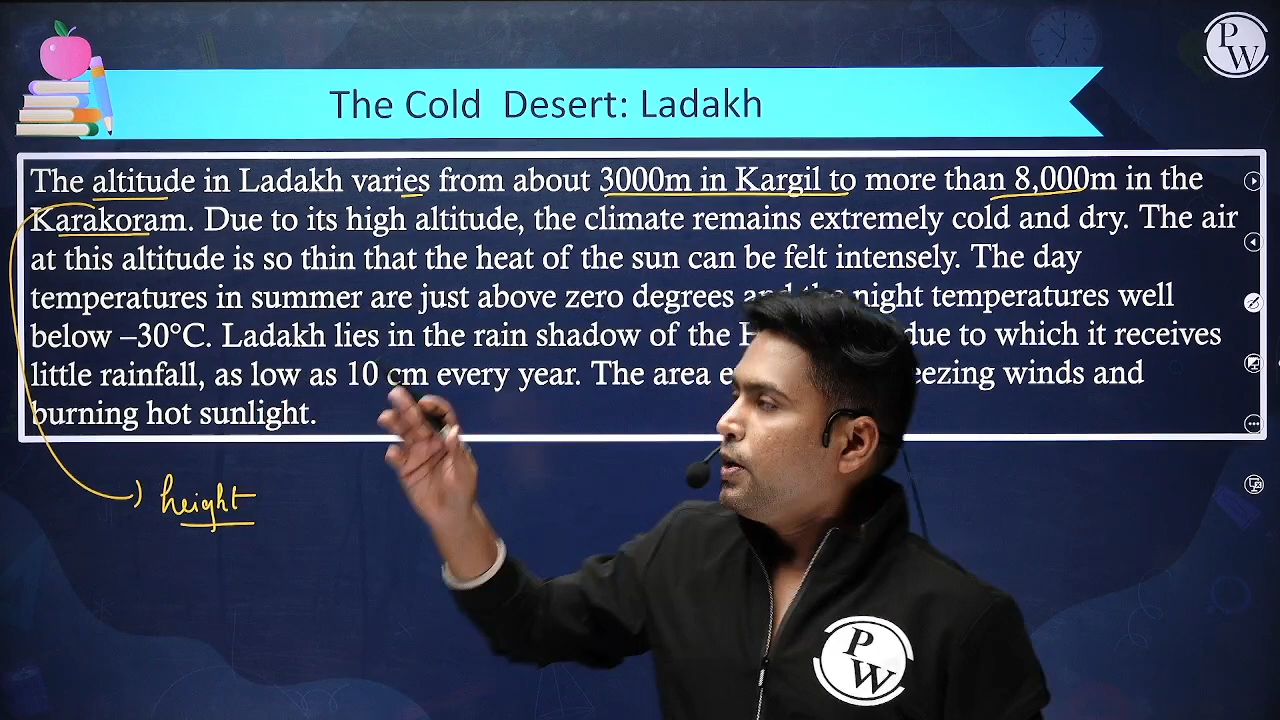 The Cold Desert: Ladakh
PW
The altitude in Ladakh varies from about 3000m in Kargil to more than 8,000m in the
Karakoram. Due to its high altitude, the climate remains extremely cold and dry. The air
at this altitude is so thin that the heat of the sun can be felt intensely. The day
temperatures in summer are just above zero degrees and the night temperatures well
below –30°C. Ladakh lies in the rain shadow of the H due to which it receives
little rainfall, as low as 10 cm every year. The area e eezing winds and
burning hot sunlight.
height
PW